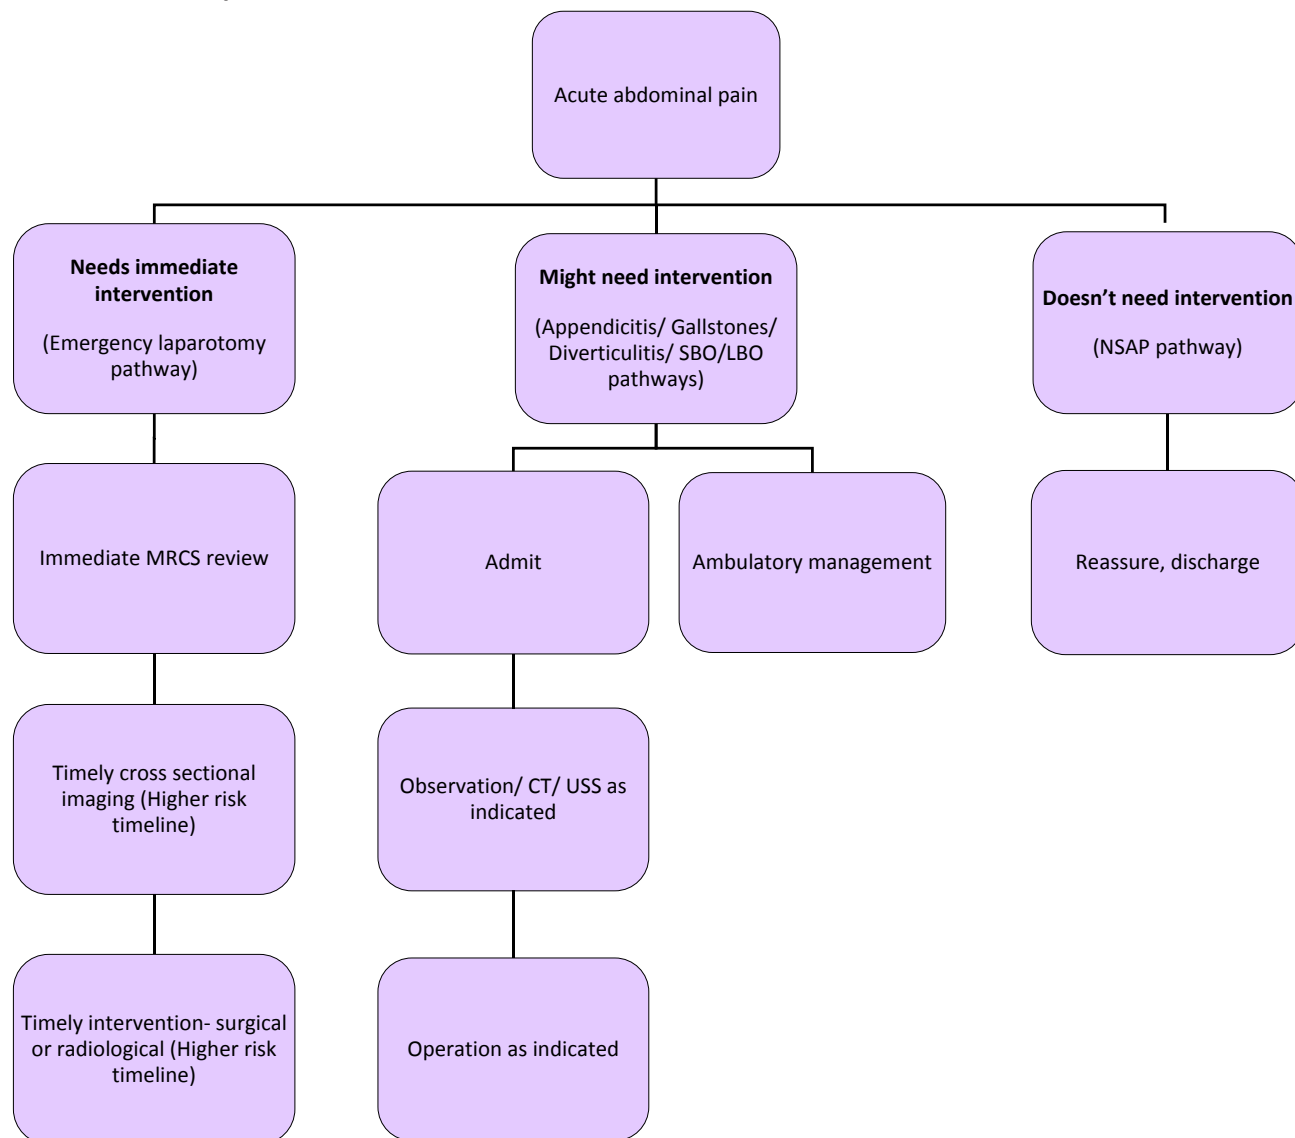 Acute abdominal pain
Needs immediate
intervention
(Emergency laparotomy
pathway)
Might need intervention
(Appendicitis/ Gallstones/
Diverticulitis/ SBO/LBO
pathways)
Doesn’t need intervention
(NSAP pathway)
Immediate MRCS review
Admit
Ambulatory management
Reassure, discharge
Timely cross sectional
imaging (Higher risk
timeline)
Observation/ CT/ USS as
indicated
Timely intervention- surgical
or radiological (Higher risk
timeline)
Operation as indicated